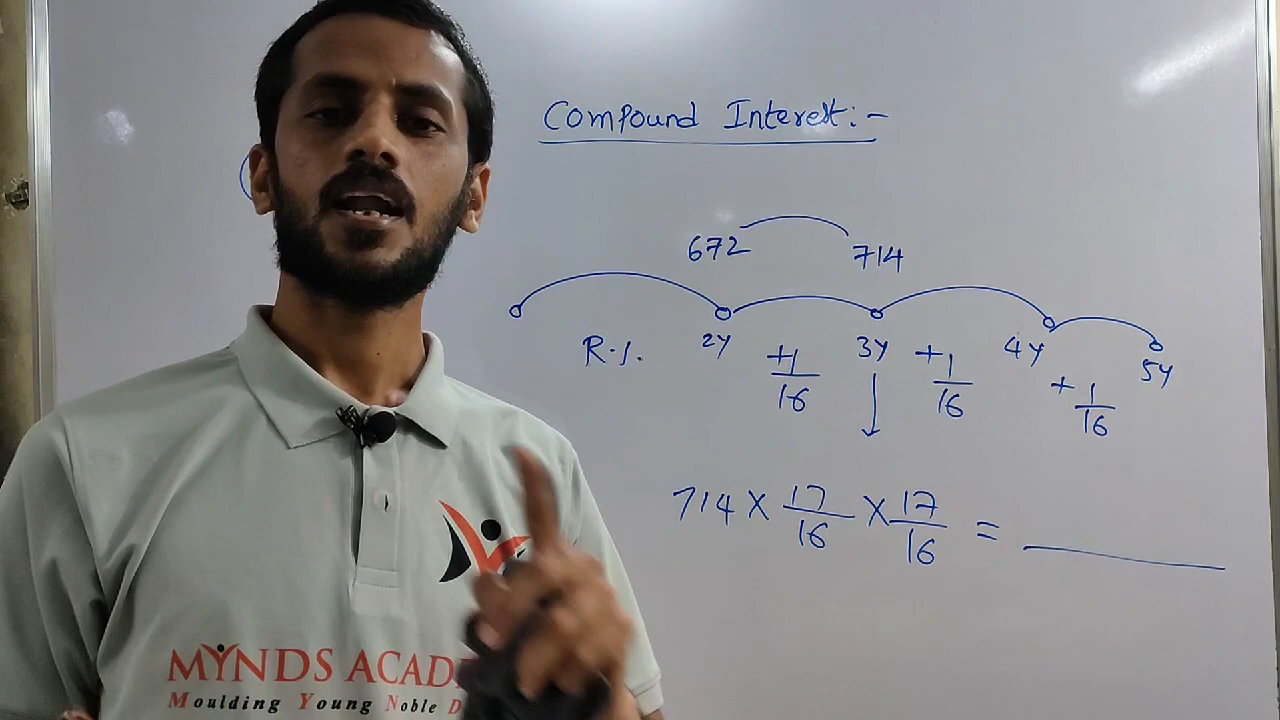 Compound Interest:-
672 714
2Y 3Y 4Y 5Y
R.I. +1/16 +1/16 +1/16
714 X 17/16 X 17/16 =
MYNDS ACAD
Moulding Young Noble D